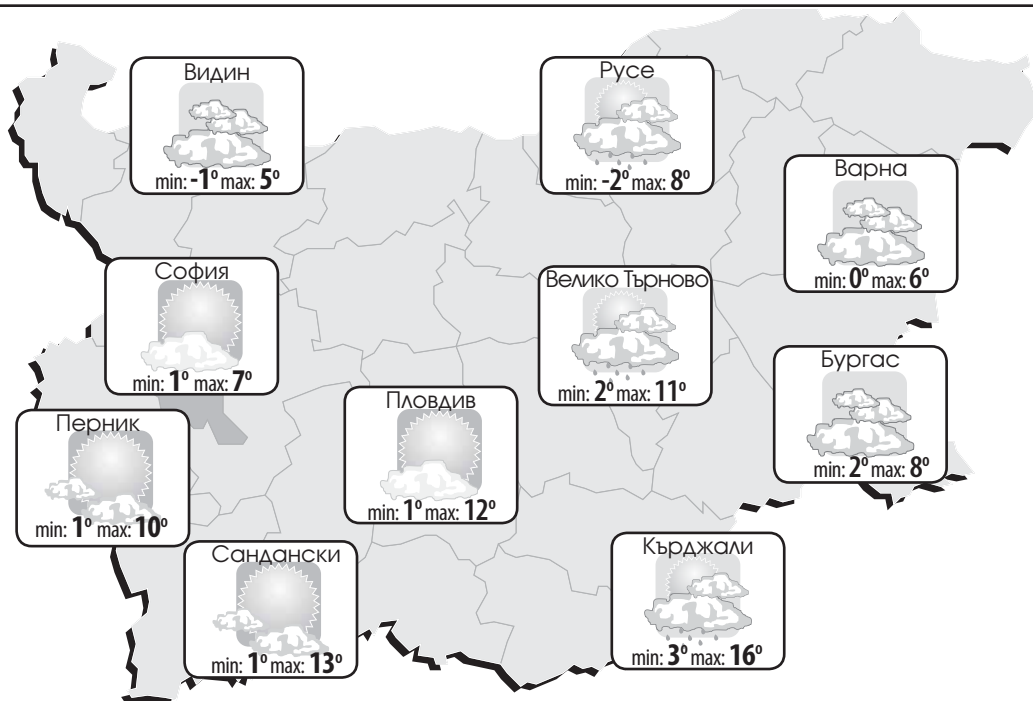 Видин
min: -1° max: 5°
Русе
min: -2° max: 8°
Варна
min: 0° max: 6°
София
min: 1° max: 7°
Велико Търново
min: 2° max: 11°
Бургас
min: 2° max: 8°
Пловдив
min: 1° max: 12°
Перник
min: 1° max: 10°
Сандански
min: 1° max: 13°
Кърджали
min: 3° max: 16°